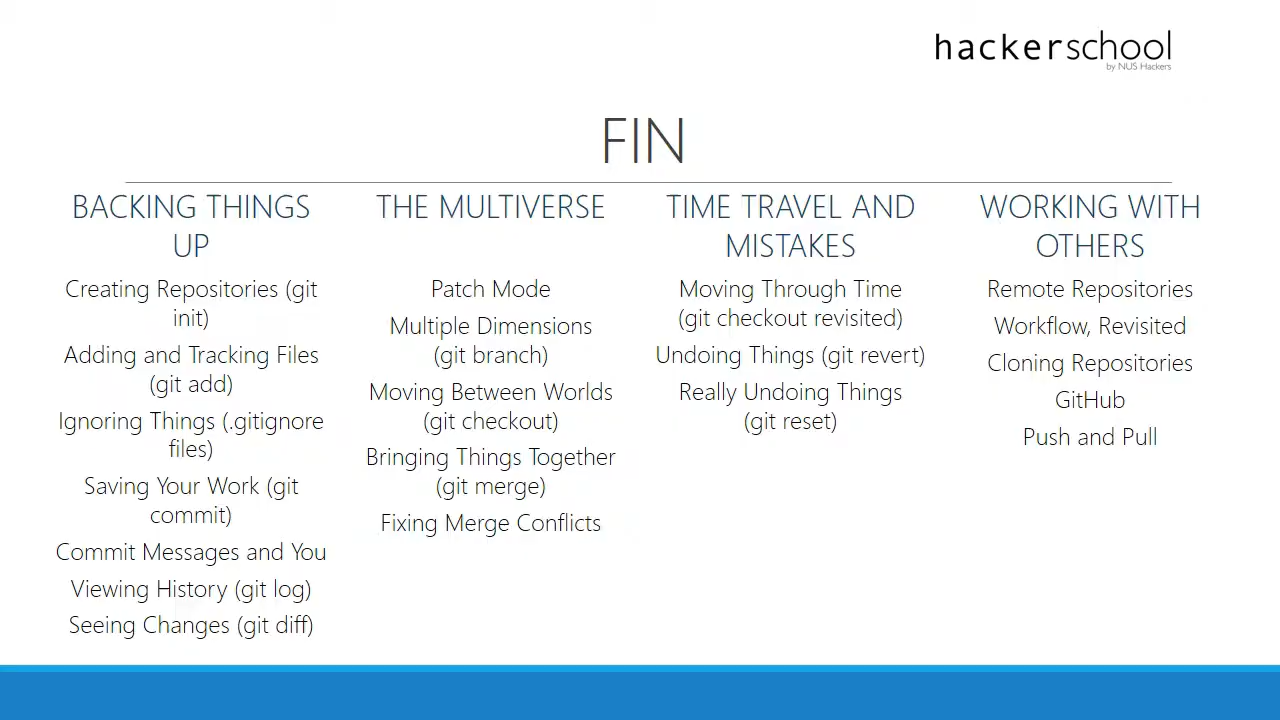 hackerschool
by NUS Hackers
FIN
BACKING THINGS
UP
Creating Repositories (git
init)
Adding and Tracking Files
(git add)
Ignoring Things (.gitignore
files)
Saving Your Work (git
commit)
Commit Messages and You
Viewing History (git log)
Seeing Changes (git diff)
THE MULTIVERSE
Patch Mode
Multiple Dimensions
(git branch)
Moving Between Worlds
(git checkout)
Bringing Things Together
(git merge)
Fixing Merge Conflicts
TIME TRAVEL AND
MISTAKES
Moving Through Time
(git checkout revisited)
Undoing Things (git revert)
Really Undoing Things
(git reset)
WORKING WITH
OTHERS
Remote Repositories
Workflow, Revisited
Cloning Repositories
GitHub
Push and Pull